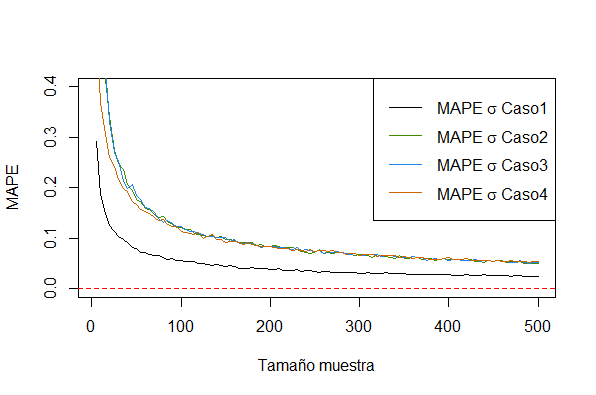 MAPE σ Caso1
MAPE σ Caso2
MAPE σ Caso3
MAPE σ Caso4
MAPE
0.4
0.3
0.2
0.1
0.0
0 100 200 300 400 500
Tamaño muestra